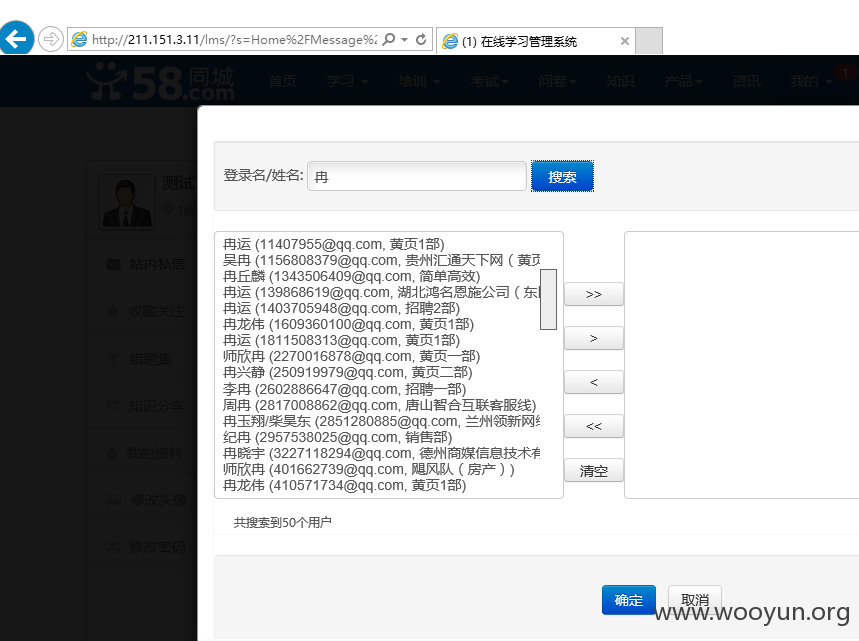 http://211.151.3.11/lms/?s=Home%2FMessage%2
(1) 在线学习管理系统
58同城
.com
首页 学习 培训 考试 问卷 知识 产品 资讯 我的 1
登录名/姓名: 冉 搜索
测试
tes
站内私信
收藏关注
错题集
知识分享
我的资料
修改头像
修改密码
冉运 (11407955@qq.com, 黄页1部)
吴冉 (1156808379@qq.com, 贵州汇通天下网（黄页
冉丘麟 (1343506409@qq.com, 简单高效)
冉运 (139868619@qq.com, 湖北鸿名恩施公司（东
冉运 (1403705948@qq.com, 招聘2部)
冉龙伟 (1609360100@qq.com, 黄页1部)
冉运 (1811508313@qq.com, 黄页1部)
师欣冉 (2270016878@qq.com, 黄页一部)
冉兴静 (250919979@qq.com, 黄页二部)
李冉 (2602886647@qq.com, 招聘一部)
周冉 (2817008862@qq.com, 唐山智合互联客服线)
冉玉翔/柴昊东 (2851280885@qq.com, 兰州领新网络
纪冉 (2957538025@qq.com, 销售部)
冉晓宇 (3227118294@qq.com, 德州商媒信息技术有
师欣冉 (401662739@qq.com, 飓风队（房产）)
冉龙伟 (410571734@qq.com, 黄页1部)
>>
>
<
<<
清空
共搜索到50个用户
确定 取消
www.wooyun.org